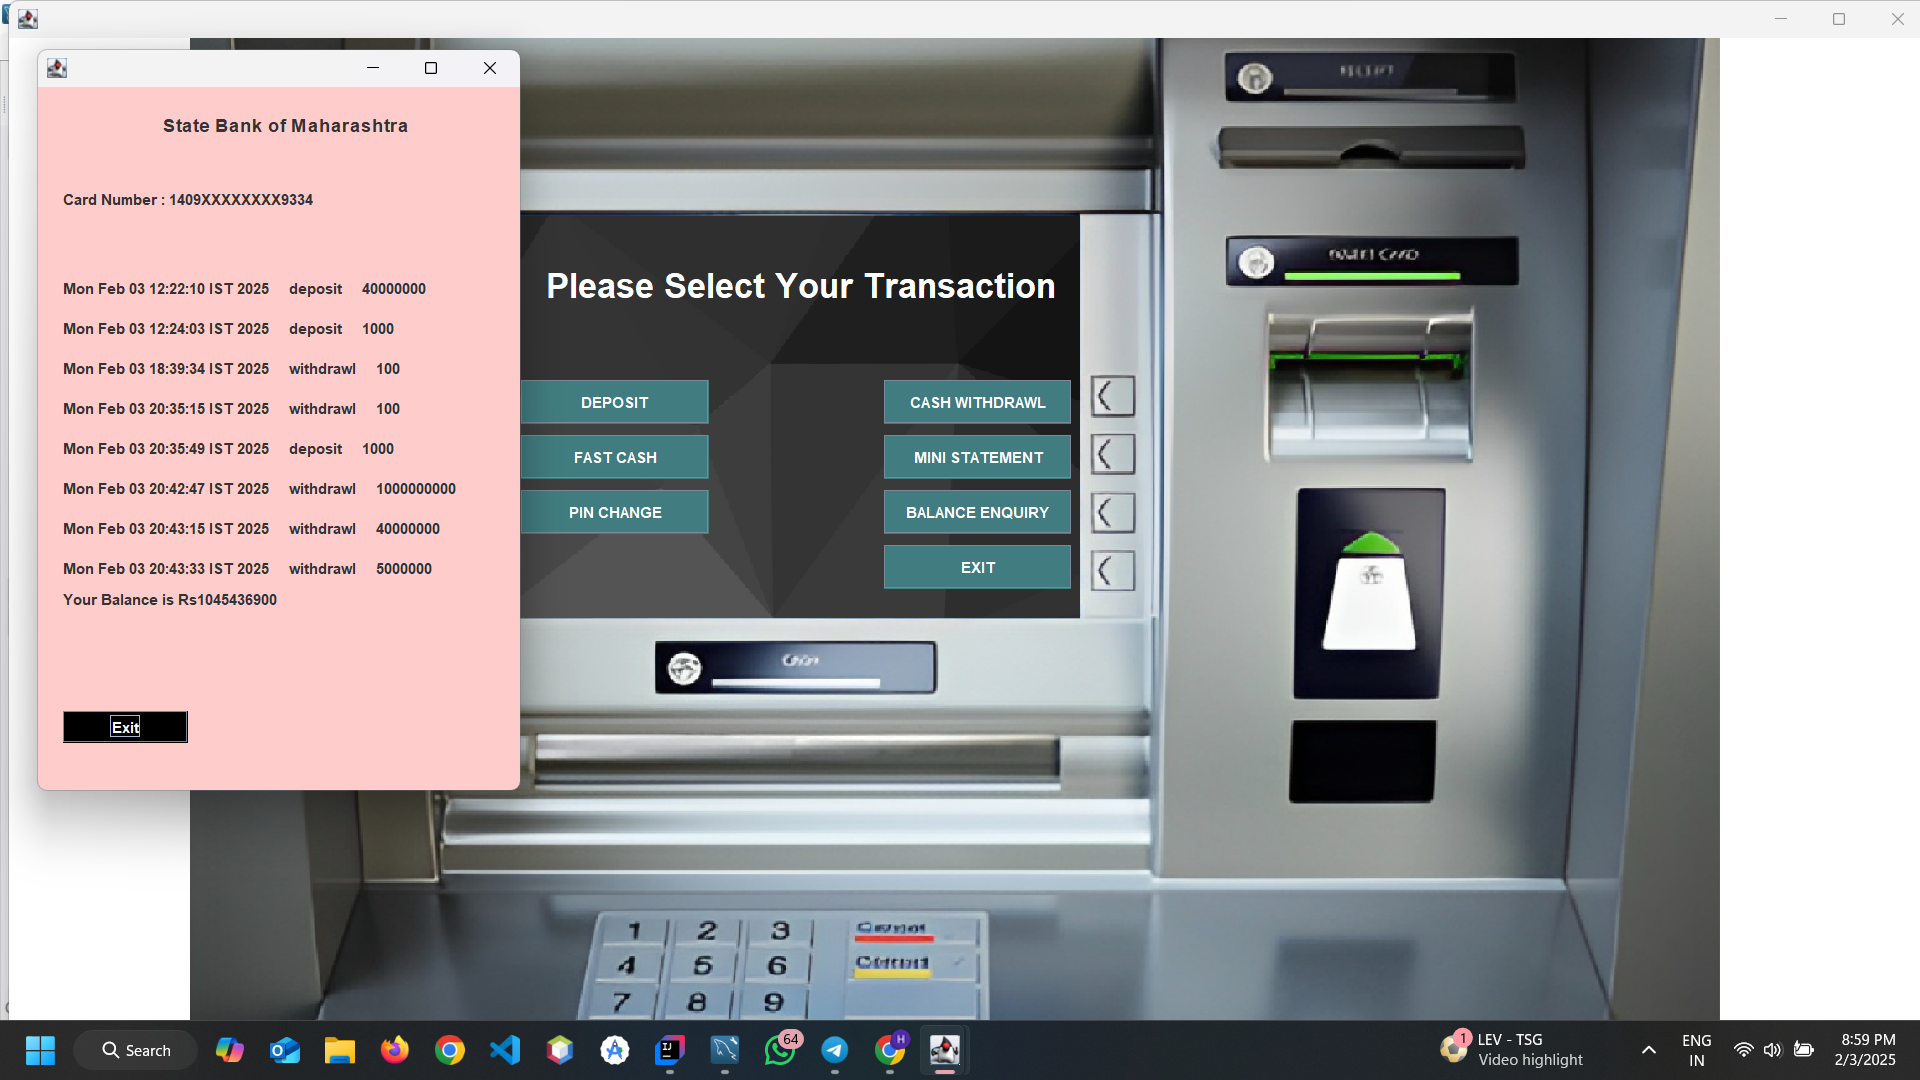 State Bank of Maharashtra
Card Number : 1409XXXXXXXX9334
Mon Feb 03 12:22:10 IST 2025 deposit 40000000
Mon Feb 03 12:24:03 IST 2025 deposit 1000
Mon Feb 03 18:39:34 IST 2025 withdrawl 100
Mon Feb 03 20:35:15 IST 2025 withdrawl 100
Mon Feb 03 20:35:49 IST 2025 deposit 1000
Mon Feb 03 20:42:47 IST 2025 withdrawl 1000000000
Mon Feb 03 20:43:15 IST 2025 withdrawl 40000000
Mon Feb 03 20:43:33 IST 2025 withdrawl 5000000
Your Balance is Rs1045436900
Exit
Please Select Your Transaction
DEPOSIT
CASH WITHDRAWL
FAST CASH
MINI STATEMENT
PIN CHANGE
BALANCE ENQUIRY
EXIT
1 2 3
4 5 6
7 8 9
Search
64
H
1
LEV - TSG
Video highlight
ENG
IN
8:59 PM
2/3/2025